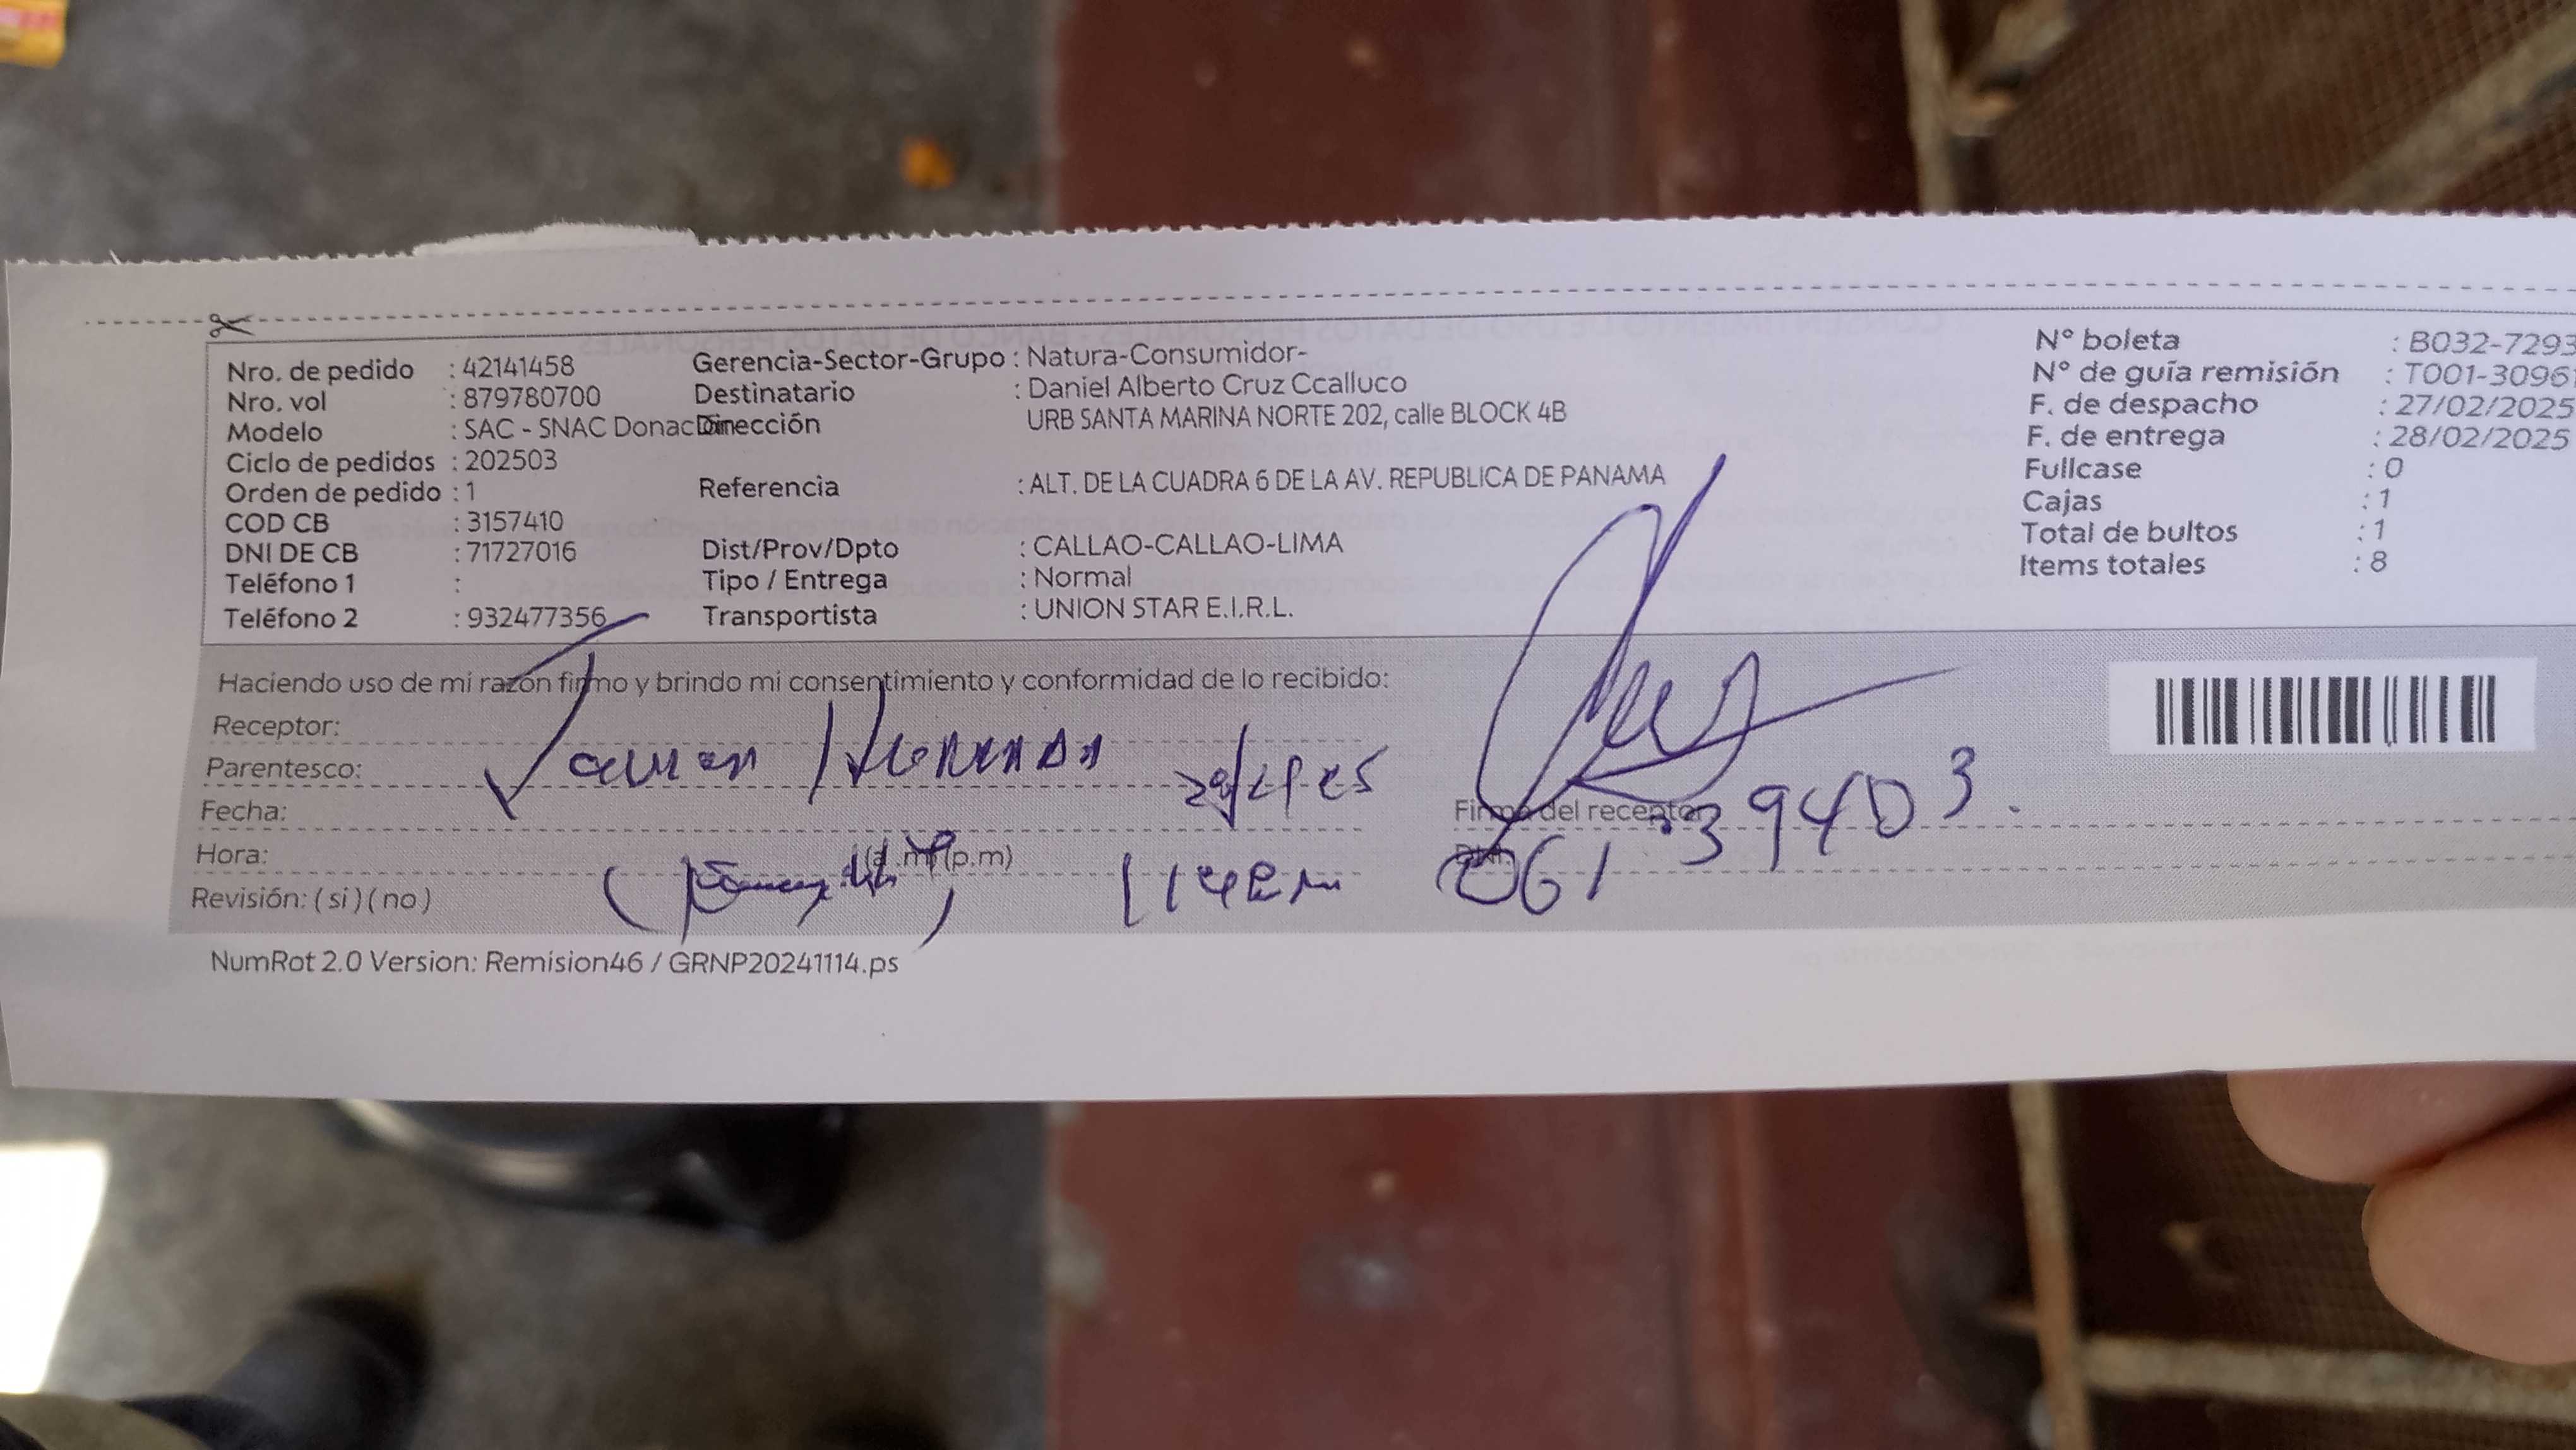 Nro. de pedido : 42141458
Nro. vol : 879780700
Modelo : SAC - SNAC Donacion
Ciclo de pedidos : 202503
Orden de pedido : 1
COD CB : 3157410
DNI DE CB : 71727016
Teléfono 1 :
Teléfono 2 : 932477356
Gerencia-Sector-Grupo : Natura-Consumidor-
Destinatario : Daniel Alberto Cruz Ccalluco
Dirección URB SANTA MARINA NORTE 202, calle BLOCK 4B
Referencia : ALT. DE LA CUADRA 6 DE LA AV. REPUBLICA DE PANAMA
Dist/Prov/Dpto : CALLAO-CALLAO-LIMA
Tipo / Entrega : Normal
Transportista : UNION STAR E.I.R.L.
N° boleta : B032-7293
N° de guía remisión : T001-3096
F. de despacho : 27/02/2025
F. de entrega : 28/02/2025
Fullcase : 0
Cajas : 1
Total de bultos : 1
Items totales : 8
Haciendo uso de mi razón firmo y brindo mi consentimiento y conformidad de lo recibido:
Receptor:
Parentesco:
Fecha:
Firma del receptor
Hora: (a.m) (p.m)
DNI:
Revisión: ( si ) ( no )
NumRot 2.0 Version: Remision46 / GRNP20241114.ps